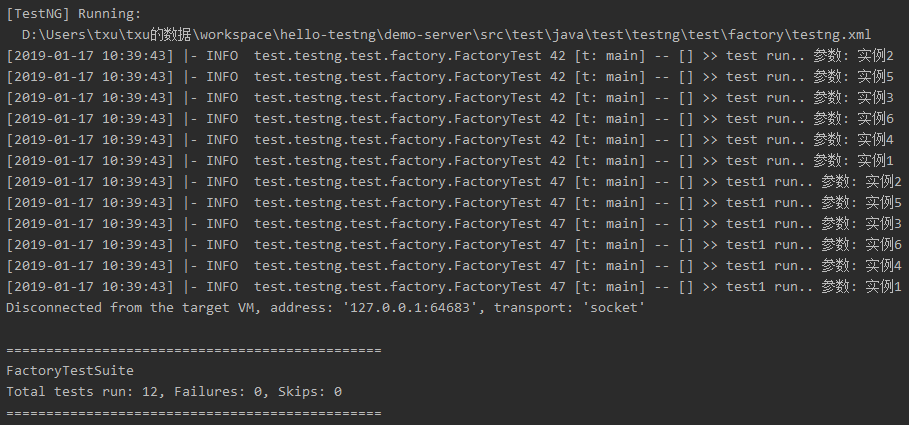 [TestNG] Running:
  D:\Users\txu\txu的数据\workspace\hello-testng\demo-server\src\test\java\test\testng\test\factory\testng.xml
[2019-01-17 10:39:43] |- INFO  test.testng.test.factory.FactoryTest 42 [t: main] -- [] >> test run.. 参数: 实例2
[2019-01-17 10:39:43] |- INFO  test.testng.test.factory.FactoryTest 42 [t: main] -- [] >> test run.. 参数: 实例5
[2019-01-17 10:39:43] |- INFO  test.testng.test.factory.FactoryTest 42 [t: main] -- [] >> test run.. 参数: 实例3
[2019-01-17 10:39:43] |- INFO  test.testng.test.factory.FactoryTest 42 [t: main] -- [] >> test run.. 参数: 实例6
[2019-01-17 10:39:43] |- INFO  test.testng.test.factory.FactoryTest 42 [t: main] -- [] >> test run.. 参数: 实例4
[2019-01-17 10:39:43] |- INFO  test.testng.test.factory.FactoryTest 42 [t: main] -- [] >> test run.. 参数: 实例1
[2019-01-17 10:39:43] |- INFO  test.testng.test.factory.FactoryTest 47 [t: main] -- [] >> test1 run.. 参数: 实例2
[2019-01-17 10:39:43] |- INFO  test.testng.test.factory.FactoryTest 47 [t: main] -- [] >> test1 run.. 参数: 实例5
[2019-01-17 10:39:43] |- INFO  test.testng.test.factory.FactoryTest 47 [t: main] -- [] >> test1 run.. 参数: 实例3
[2019-01-17 10:39:43] |- INFO  test.testng.test.factory.FactoryTest 47 [t: main] -- [] >> test1 run.. 参数: 实例6
[2019-01-17 10:39:43] |- INFO  test.testng.test.factory.FactoryTest 47 [t: main] -- [] >> test1 run.. 参数: 实例4
[2019-01-17 10:39:43] |- INFO  test.testng.test.factory.FactoryTest 47 [t: main] -- [] >> test1 run.. 参数: 实例1
Disconnected from the target VM, address: '127.0.0.1:64683', transport: 'socket'
===============================================
FactoryTestSuite
Total tests run: 12, Failures: 0, Skips: 0
===============================================